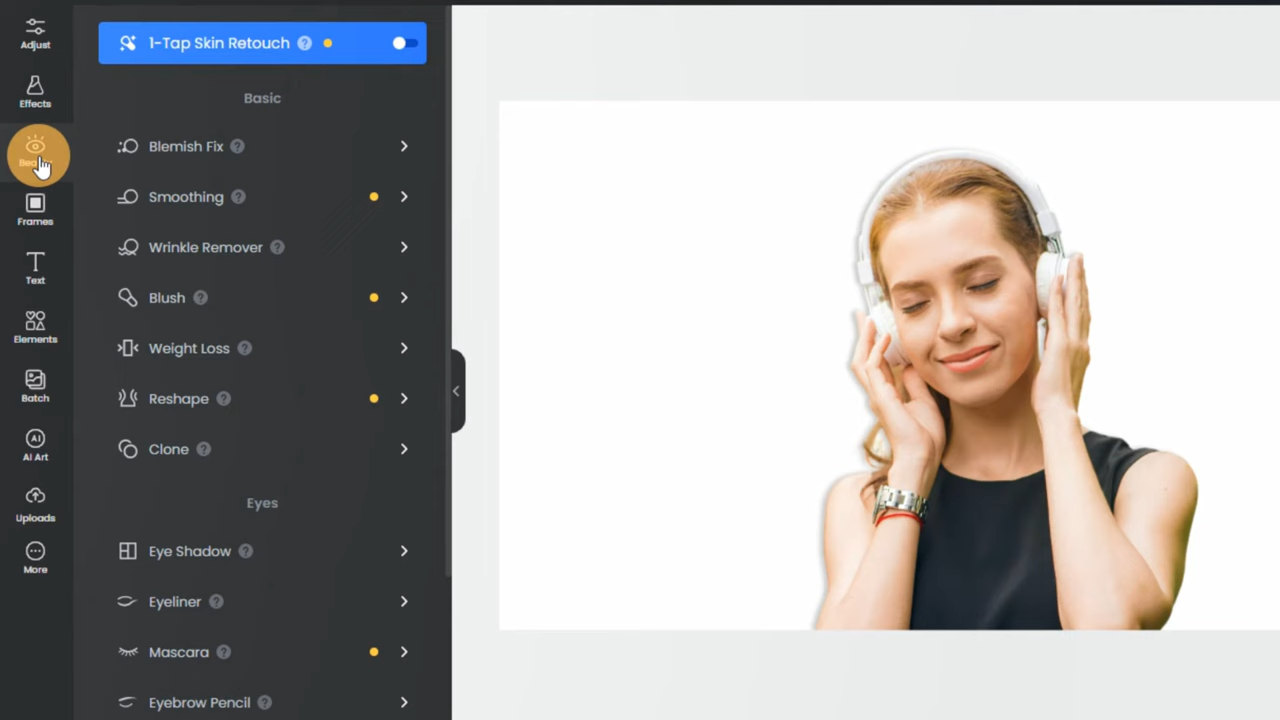 Adjust
Effects
Frames
Text
Elements
Batch
AI
AI Art
Uploads
More
1-Tap Skin Retouch ?
Basic
Blemish Fix ?
Smoothing ?
Wrinkle Remover ?
Blush ?
Weight Loss ?
Reshape ?
Clone ?
Eyes
Eye Shadow ?
Eyeliner ?
Mascara ?
Eyebrow Pencil ?